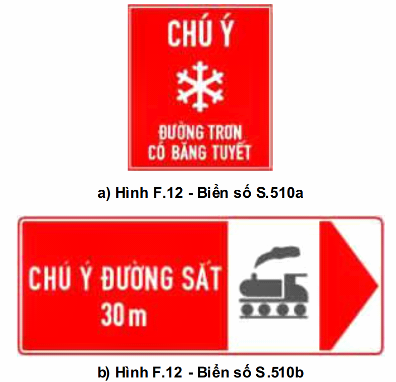 CHÚ Ý
ĐƯỜNG TRƠN
CÓ BĂNG TUYẾT
a) Hình F.12 - Biển số S.510a
CHÚ Ý ĐƯỜNG SẮT
30m
b) Hình F.12 - Biển số S.510b